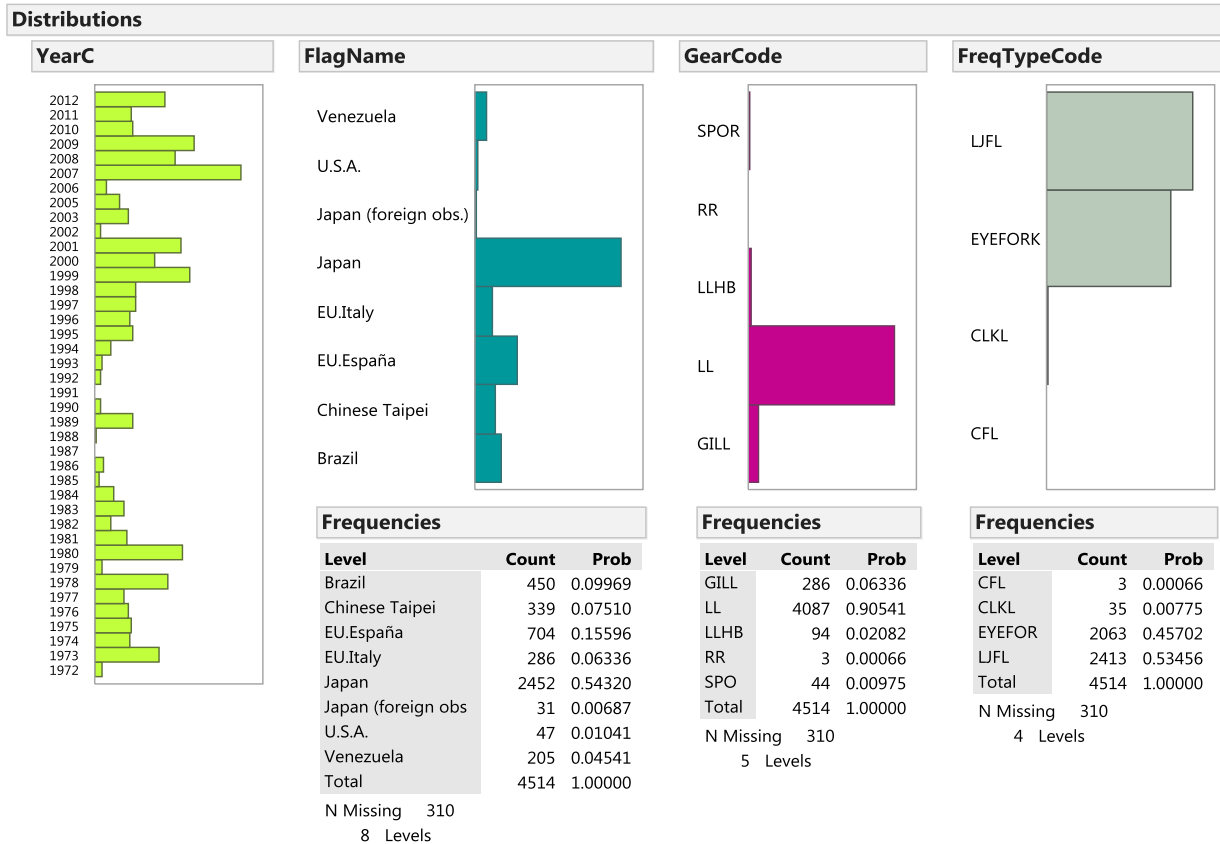 Distributions
YearC
2012
2011
2010
2009
2008
2007
2006
2005
2003
2002
2001
2000
1999
1998
1997
1996
1995
1994
1993
1992
1991
1990
1989
1988
1987
1986
1985
1984
1983
1982
1981
1980
1979
1978
1977
1976
1975
1974
1973
1972
FlagName
Venezuela
U.S.A.
Japan (foreign obs.)
Japan
EU.Italy
EU.España
Chinese Taipei
Brazil
Frequencies
Level Count Prob
Brazil 450 0.09969
Chinese Taipei 339 0.07510
EU.España 704 0.15596
EU.Italy 286 0.06336
Japan 2452 0.54320
Japan (foreign obs 31 0.00687
U.S.A. 47 0.01041
Venezuela 205 0.04541
Total 4514 1.00000
N Missing 310
8 Levels
GearCode
SPOR
RR
LLHB
LL
GILL
Frequencies
Level Count Prob
GILL 286 0.06336
LL 4087 0.90541
LLHB 94 0.02082
RR 3 0.00066
SPO 44 0.00975
Total 4514 1.00000
N Missing 310
5 Levels
FreqTypeCode
LJFL
EYEFORK
CLKL
CFL
Frequencies
Level Count Prob
CFL 3 0.00066
CLKL 35 0.00775
EYEFOR 2063 0.45702
LJFL 2413 0.53456
Total 4514 1.00000
N Missing 310
4 Levels